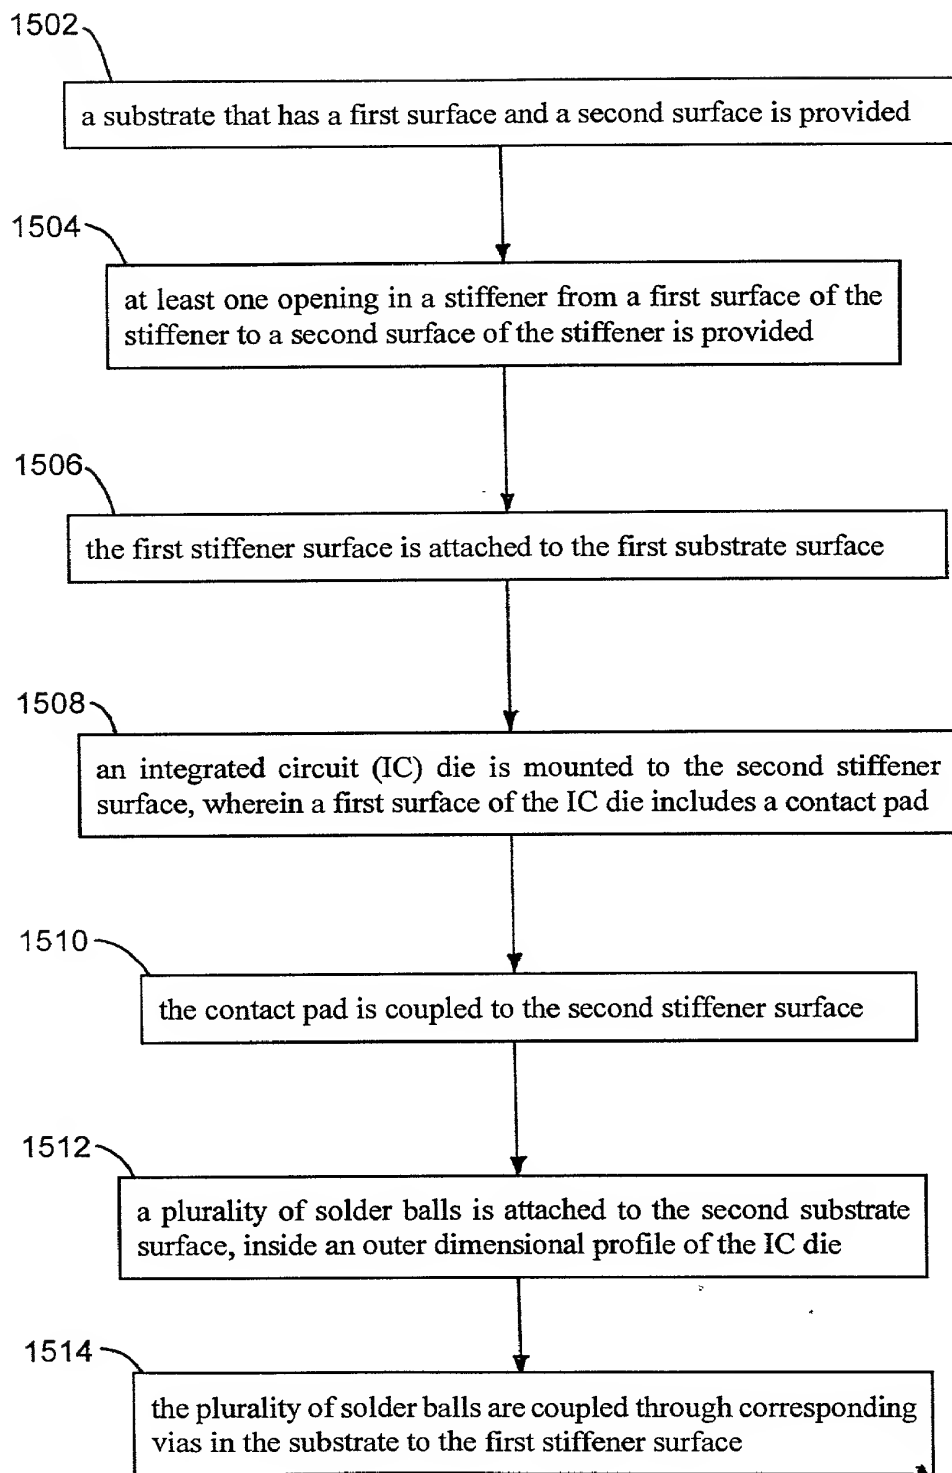 1502
a substrate that has a first surface and a second surface is provided
1504
at least one opening in a stiffener from a first surface of the
stiffener to a second surface of the stiffener is provided
1506
the first stiffener surface is attached to the first substrate surface
1508
an integrated circuit (IC) die is mounted to the second stiffener
surface, wherein a first surface of the IC die includes a contact pad
1510
the contact pad is coupled to the second stiffener surface
1512
a plurality of solder balls is attached to the second substrate
surface, inside an outer dimensional profile of the IC die
1514
the plurality of solder balls are coupled through corresponding
vias in the substrate to the first stiffener surface